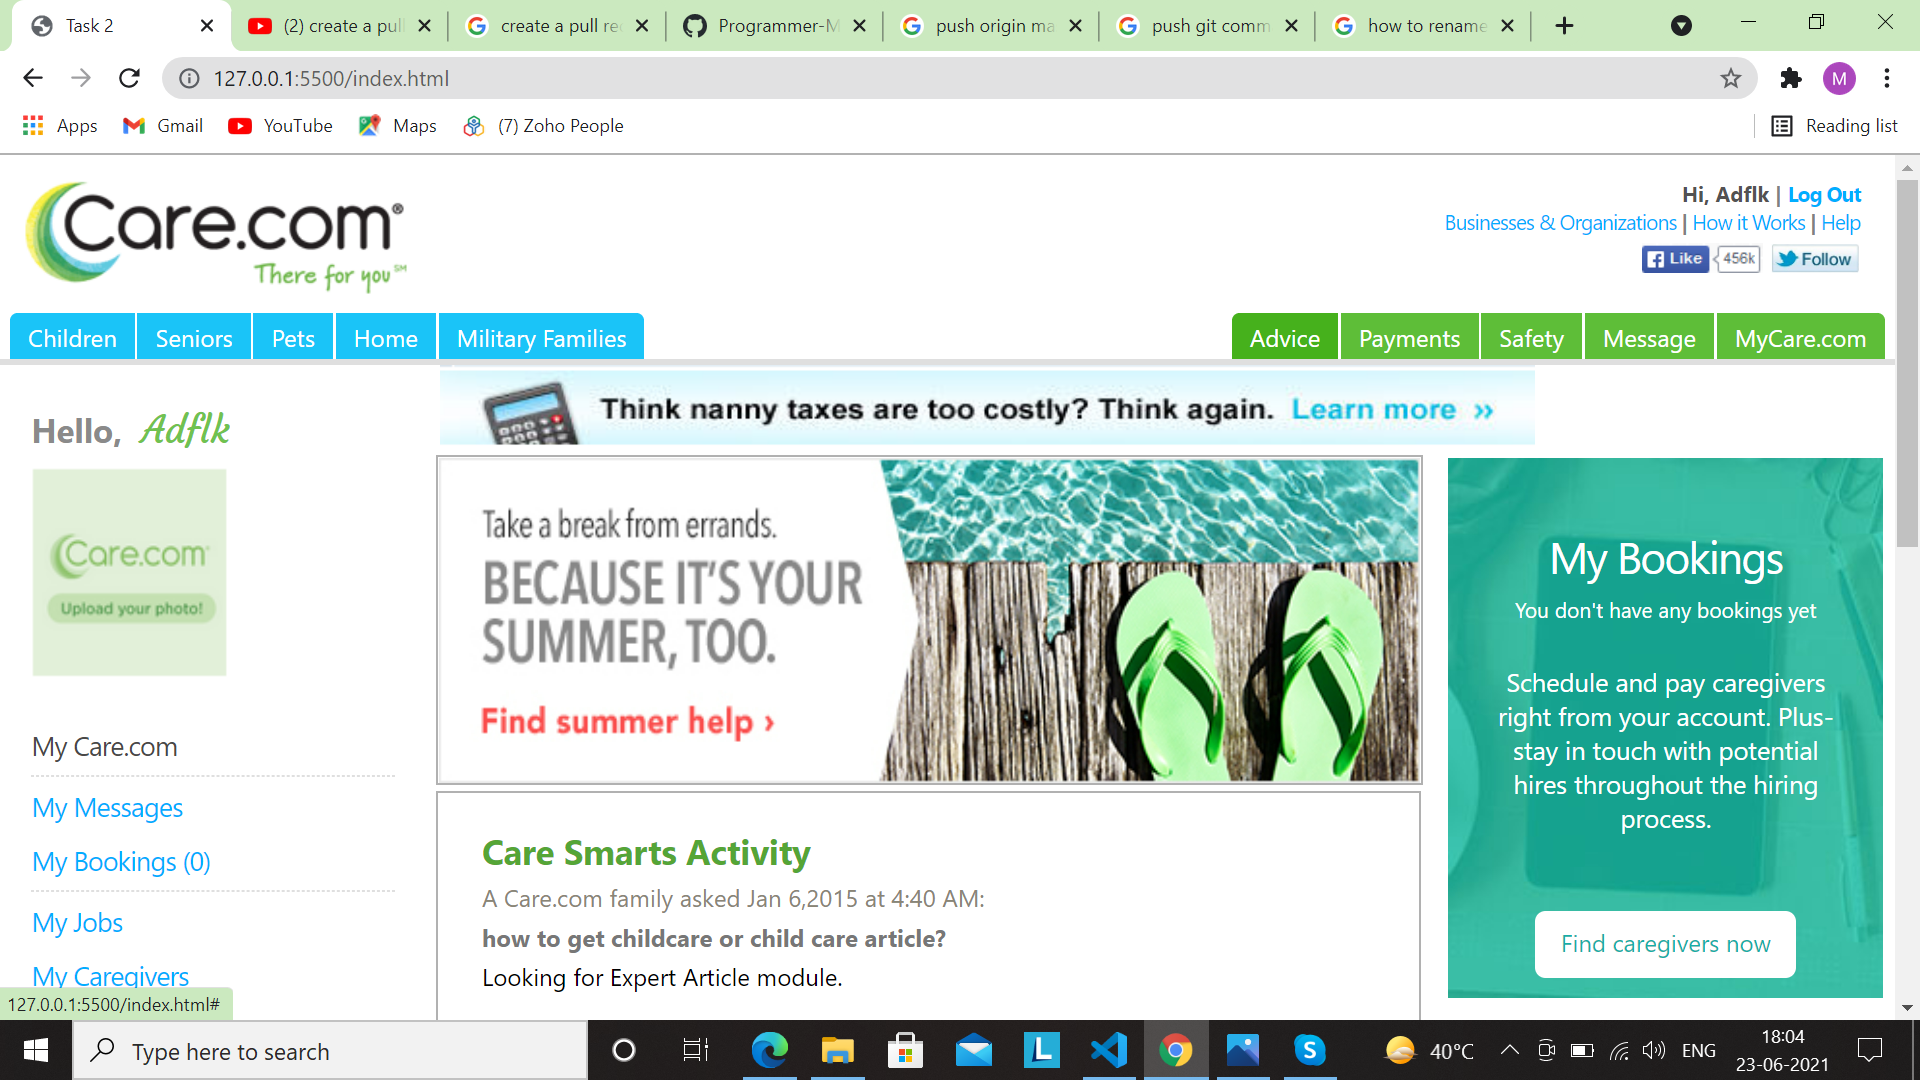 Task 2
(2) create a pull
create a pull rec
Programmer-M
push origin ma
push git comm
how to rename
127.0.0.1:5500/index.html
M
Apps
Gmail
YouTube
Maps
(7) Zoho People
Reading list
Care.com®
There for you℠
Hi, Adflk | Log Out
Businesses & Organizations | How it Works | Help
Like
456k
Follow
Children
Seniors
Pets
Home
Military Families
Advice
Payments
Safety
Message
MyCare.com
Hello, Adflk
Think nanny taxes are too costly? Think again. Learn more »
Care.com
Upload your photo!
Take a break from errands.
BECAUSE IT'S YOUR
SUMMER, TOO.
Find summer help ›
My Bookings
You don't have any bookings yet
Schedule and pay caregivers
right from your account. Plus-
stay in touch with potential
hires throughout the hiring
process.
Find caregivers now
My Care.com
My Messages
My Bookings (0)
My Jobs
My Caregivers
Care Smarts Activity
A Care.com family asked Jan 6,2015 at 4:40 AM:
how to get childcare or child care article?
Looking for Expert Article module.
127.0.0.1:5500/index.html#
Type here to search
L
S
40°C
ENG
18:04
23-06-2021